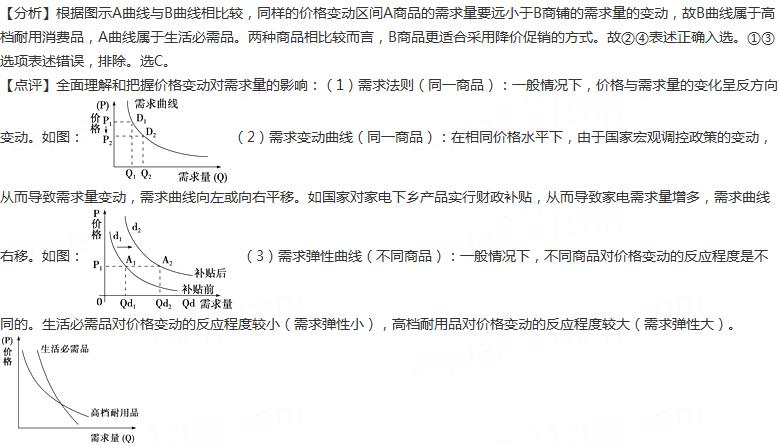 【分析】根据图示A曲线与B曲线相比较，同样的价格变动区间A商品的需求量要远小于B商铺的需求量的变动，故B曲线属于高
档耐用消费品，A曲线属于生活必需品。两种商品相比较而言，B商品更适合采用降价促销的方式。故②④表述正确入选。①③
选项表述错误，排除。选C。
【点评】全面理解和把握价格变动对需求量的影响：（1）需求法则（同一商品）：一般情况下，价格与需求量的变化呈反方向
(P)
价格
需求曲线
P1
D1
P2
D2
Q1 Q2 需求量 (Q)
变动。如图： （2）需求变动曲线（同一商品）：在相同价格水平下，由于国家宏观调控政策的变动，
从而导致需求量变动，需求曲线向左或向右平移。如国家对家电下乡产品实行财政补贴，从而导致家电需求量增多，需求曲线
P
价格
d1
d2
P1
A1
A2
补贴后
补贴前
0 Qd1 Qd2 Qd 需求量
右移。如图： （3）需求弹性曲线（不同商品）：一般情况下，不同商品对价格变动的反应程度是不
同的。生活必需品对价格变动的反应程度较小（需求弹性小），高档耐用品对价格变动的反应程度较大（需求弹性大）。
(P)
价格
生活必需品
高档耐用品
需求量 (Q)